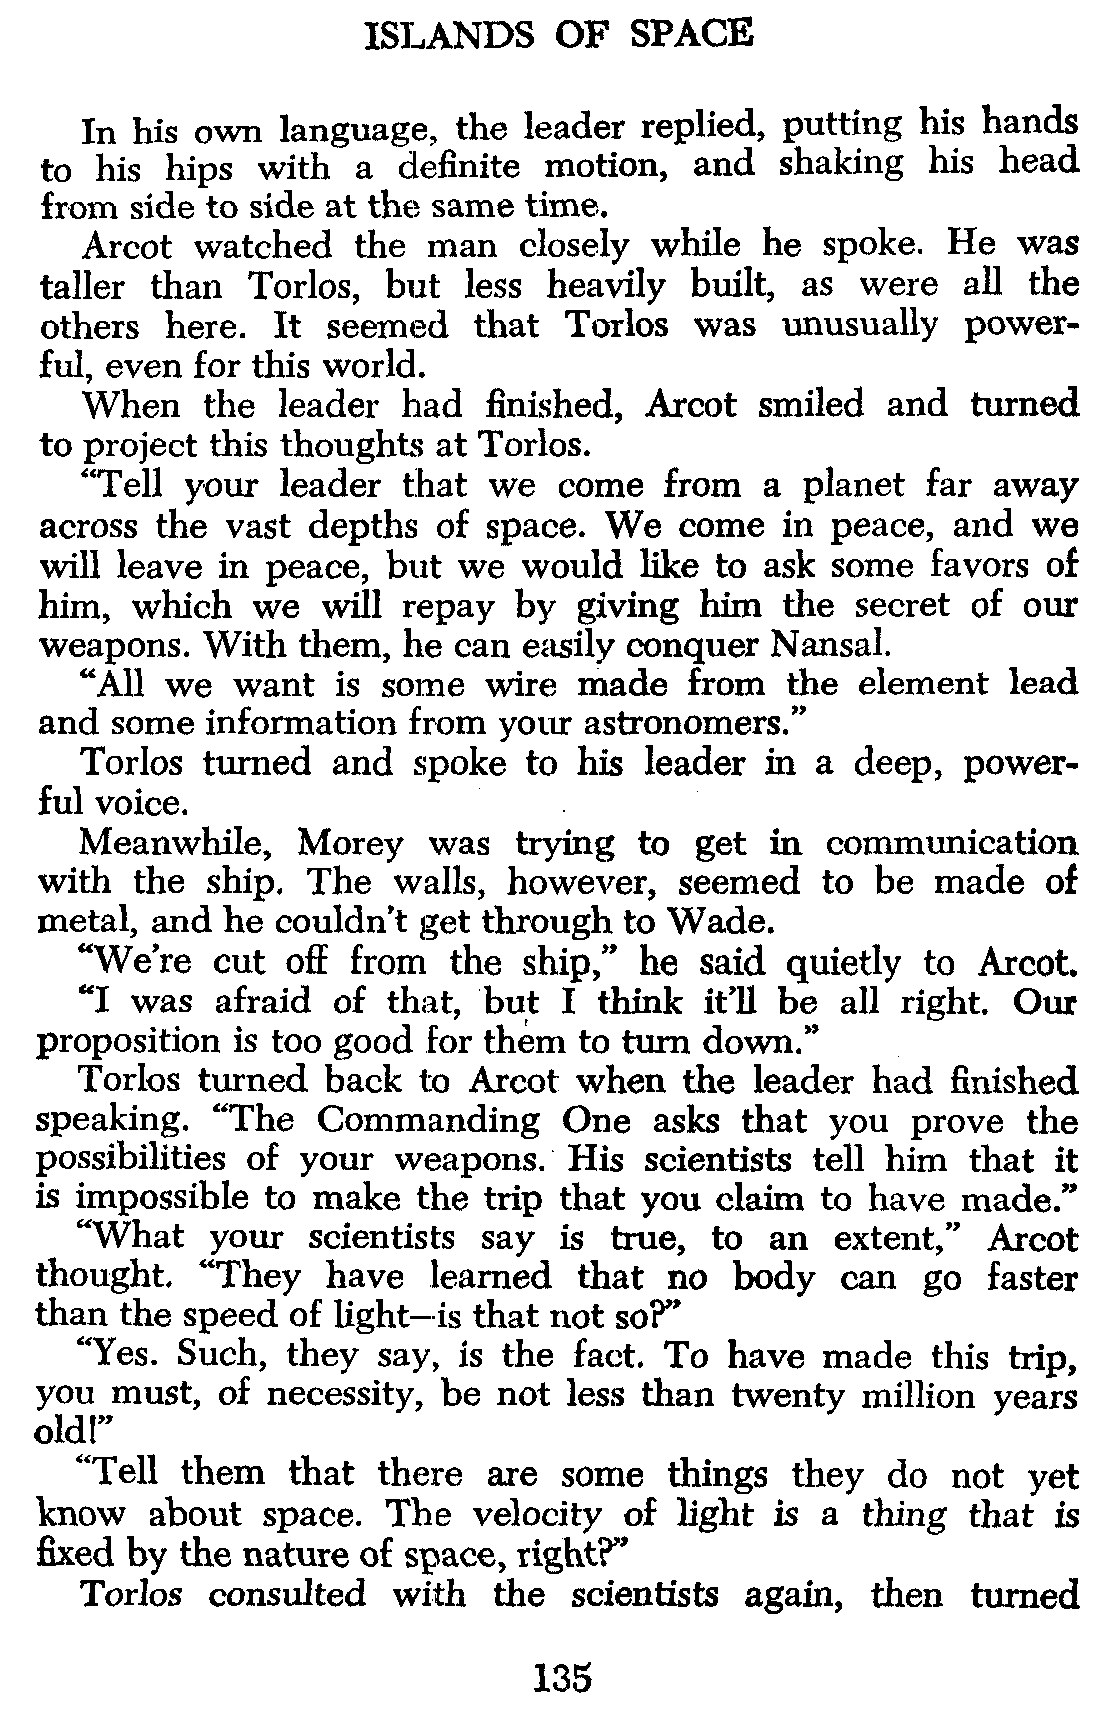 ISLANDS OF SPACE
In his own language, the leader replied, putting his hands
to his hips with a definite motion, and shaking his head
from side to side at the same time.
Arcot watched the man closely while he spoke. He was
taller than Torlos, but less heavily built, as were all the
others here. It seemed that Torlos was unusually power-
ful, even for this world.
When the leader had finished, Arcot smiled and turned
to project this thoughts at Torlos.
“Tell your leader that we come from a planet far away
across the vast depths of space. We come in peace, and we
will leave in peace, but we would like to ask some favors of
him, which we will repay by giving him the secret of our
weapons. With them, he can easily conquer Nansal.
“All we want is some wire made from the element lead
and some information from your astronomers.”
Torlos turned and spoke to his leader in a deep, power-
ful voice.
Meanwhile, Morey was trying to get in communication
with the ship. The walls, however, seemed to be made of
metal, and he couldn’t get through to Wade.
“We’re cut off from the ship,” he said quietly to Arcot.
“I was afraid of that, but I think it’ll be all right. Our
proposition is too good for them to turn down.”
Torlos turned back to Arcot when the leader had finished
speaking. “The Commanding One asks that you prove the
possibilities of your weapons. His scientists tell him that it
is impossible to make the trip that you claim to have made.”
“What your scientists say is true, to an extent,” Arcot
thought. “They have learned that no body can go faster
than the speed of light—is that not so?”
“Yes. Such, they say, is the fact. To have made this trip,
you must, of necessity, be not less than twenty million years
old!”
“Tell them that there are some things they do not yet
know about space. The velocity of light is a thing that is
fixed by the nature of space, right?”
Torlos consulted with the scientists again, then turned
135